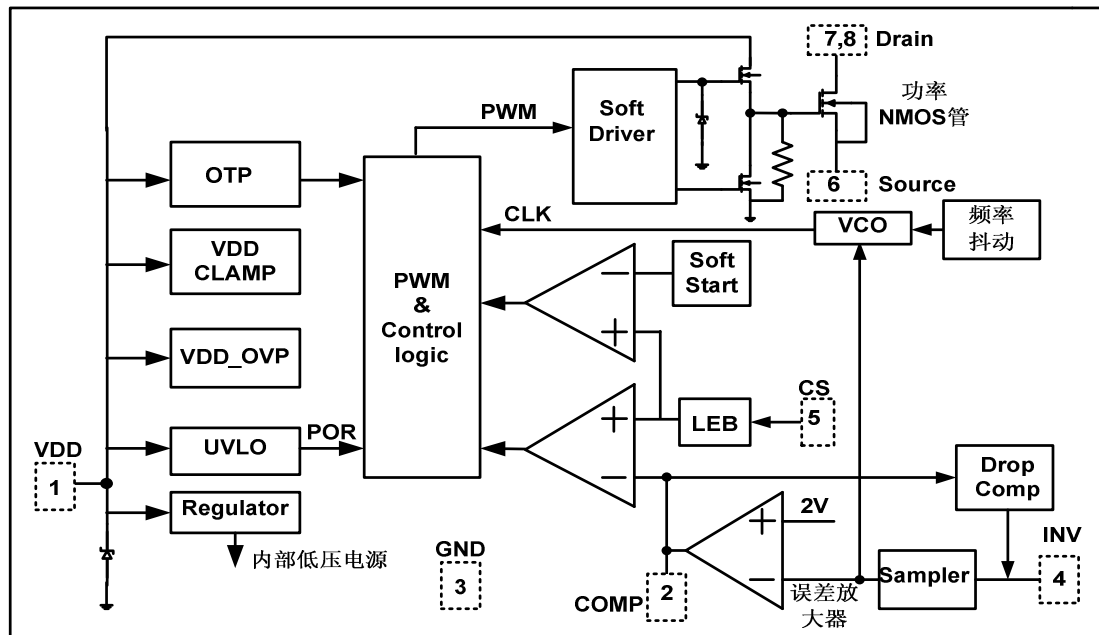 7,8
Drain
功率
NMOS管
Soft
Driver
PWM
6
Source
OTP
CLK
VCO
频率
抖动
VDD
CLAMP
PWM
&
Control
logic
Soft
Start
VDD_OVP
CS
5
LEB
VDD
1
UVLO
POR
Regulator
内部低压电源
GND
3
COMP
2
2V
误差放
大器
Drop
Comp
Sampler
INV
4
−
+
+
−
+
−